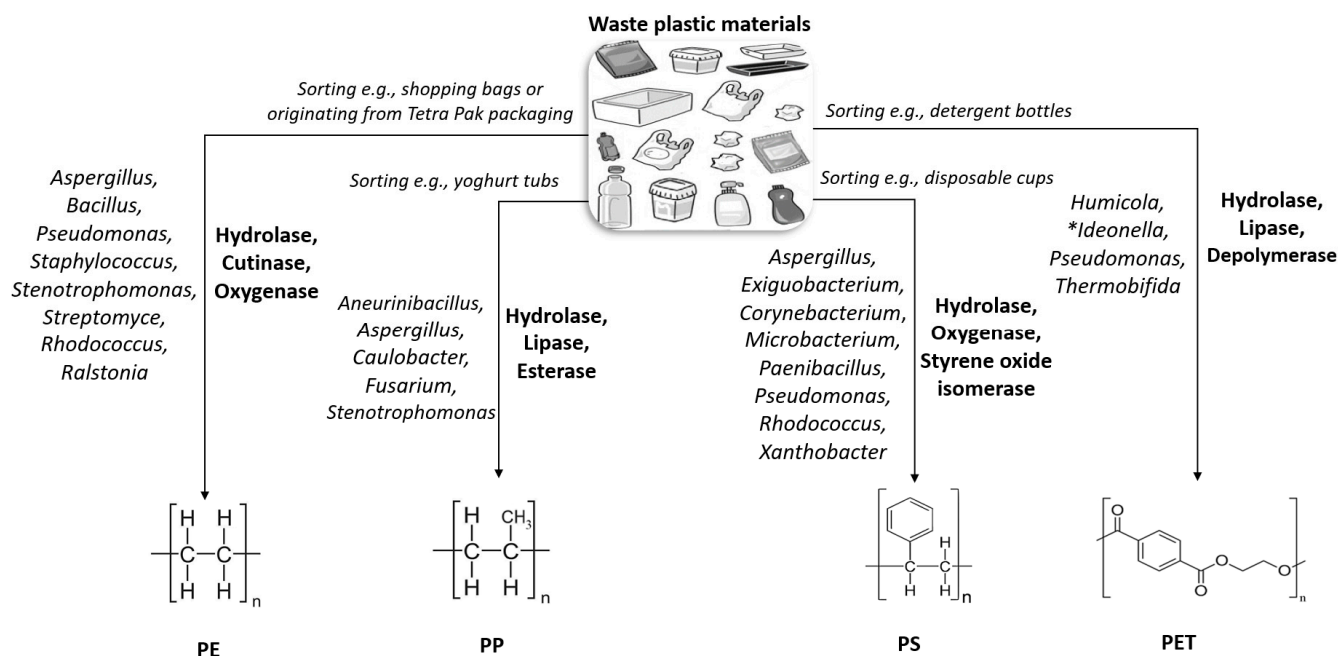 Waste plastic materials
Sorting e.g., shopping bags or
originating from Tetra Pak packaging
Sorting e.g., detergent bottles
Sorting e.g., yoghurt tubs
Sorting e.g., disposable cups
Aspergillus,
Bacillus,
Pseudomonas,
Staphylococcus,
Stenotrophomonas,
Streptomyce,
Rhodococcus,
Ralstonia
Hydrolase,
Cutinase,
Oxygenase
Aneurinibacillus,
Aspergillus,
Caulobacter,
Fusarium,
Stenotrophomonas
Hydrolase,
Lipase,
Esterase
Aspergillus,
Exiguobacterium,
Corynebacterium,
Microbacterium,
Paenibacillus,
Pseudomonas,
Rhodococcus,
Xanthobacter
Hydrolase,
Oxygenase,
Styrene oxide
isomerase
Humicola,
*Ideonella,
Pseudomonas,
Thermobifida
Hydrolase,
Lipase,
Depolymerase
H H
C C
H H
n
H CH₃
C C
H H
n
H
C C
H H
n
O
O
O
O
n
PE
PP
PS
PET